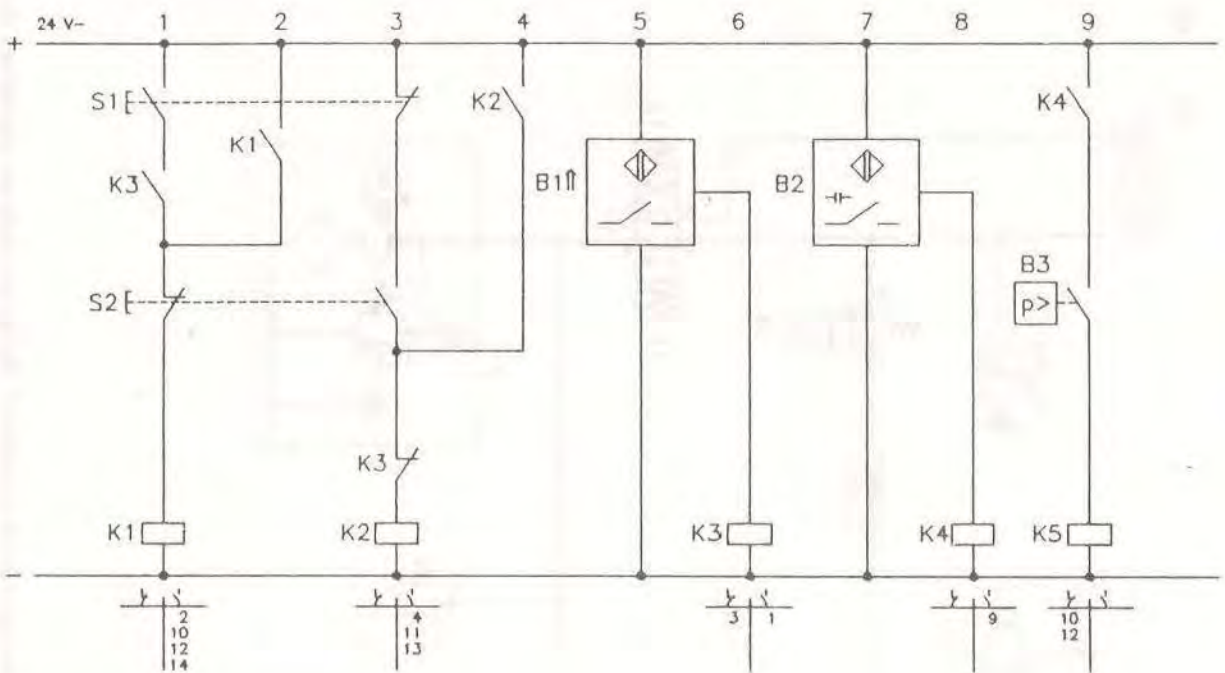 24 V- 1 2 3 4 5 6 7 8 9
+
S1 K2 K4
K1
K3 B1⇑ B2
B3
S2 p>
K3
K1 K2 K3 K4 K5
-
2 4 3 1 9 10
10 11 12
12 13
14